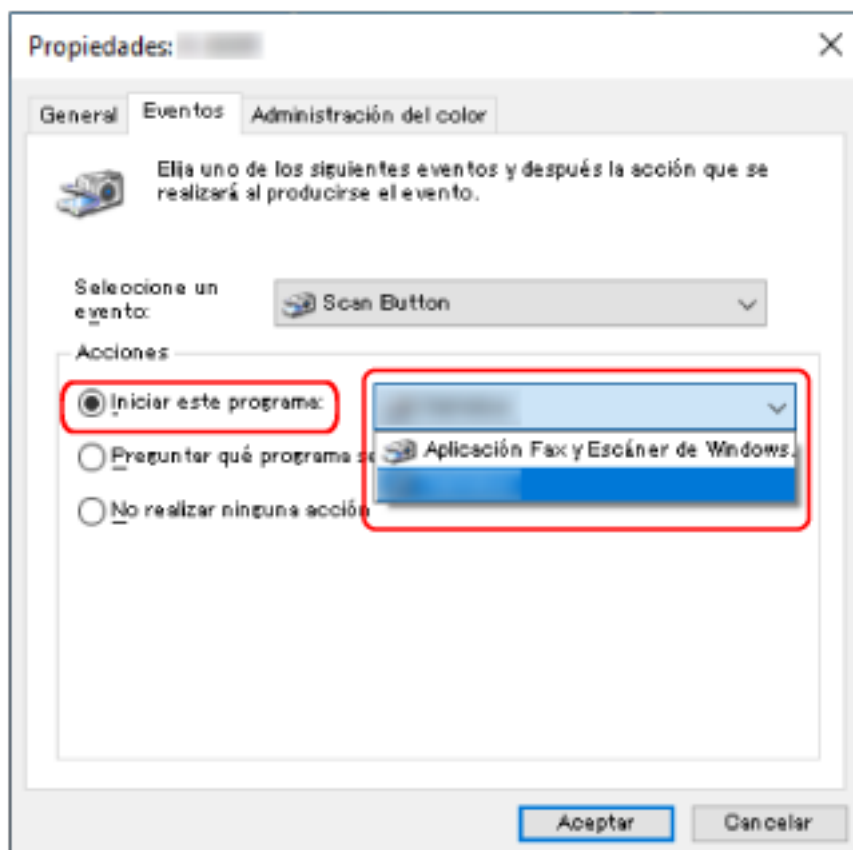 Propiedades:
General
Eventos
Administración del color
Elija uno de los siguientes eventos y después la acción que se
realizará al producirse el evento.
Seleccione un
evento:
Scan Button
Acciones
Iniciar este programa:
Aplicación Fax y Escáner de Windows.
Preguntar qué programa se
No realizar ninguna acción
Aceptar
Cancelar